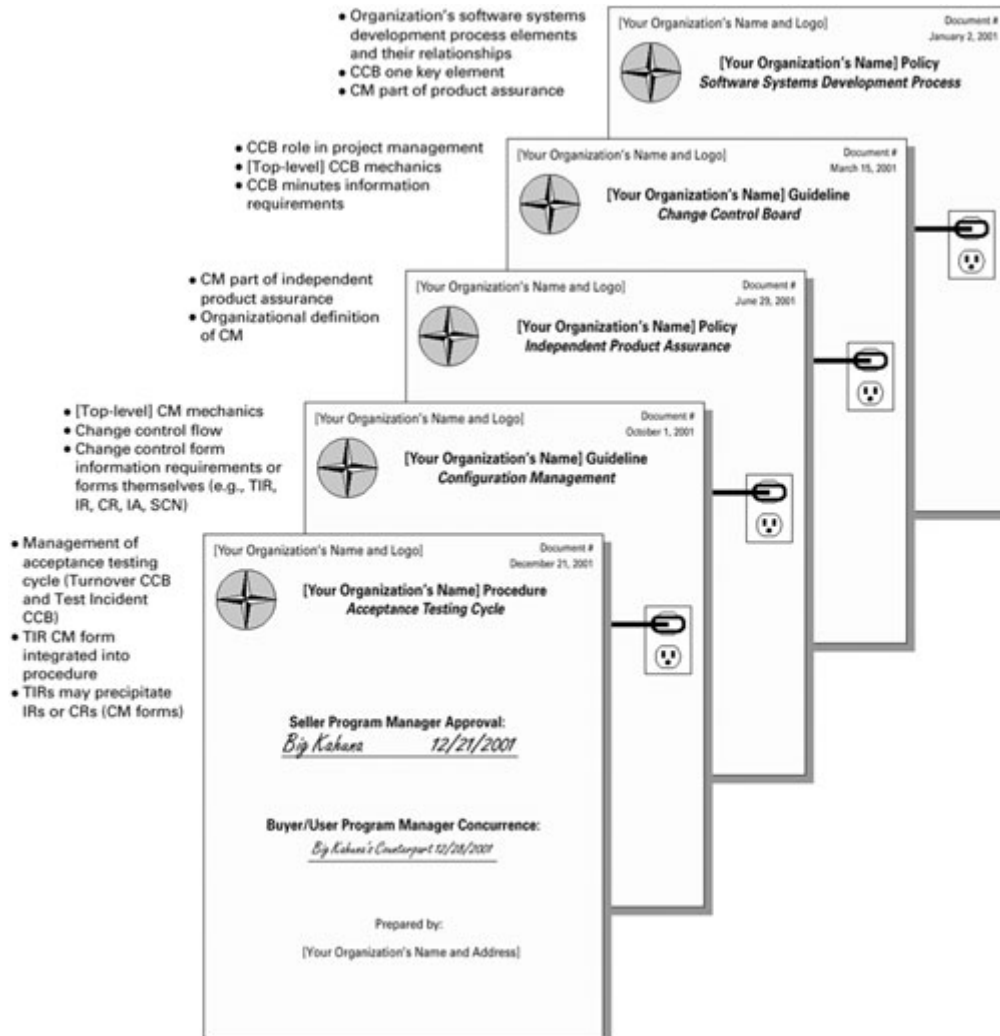 • Organization's software systems
development process elements
and their relationships
• CCB one key element
• CM part of product assurance
[Your Organization's Name and Logo]
Document #
January 2, 2001
[Your Organization's Name] Policy
Software Systems Development Process
• CCB role in project management
• [Top-level] CCB mechanics
• CCB minutes information
requirements
[Your Organization's Name and Logo]
Document #
March 15, 2001
[Your Organization's Name] Guideline
Change Control Board
• CM part of independent
product assurance
• Organizational definition
of CM
[Your Organization's Name and Logo]
Document #
June 29, 2001
[Your Organization's Name] Policy
Independent Product Assurance
• [Top-level] CM mechanics
• Change control flow
• Change control form
information requirements or
forms themselves (e.g., TIR,
IR, CR, IA, SCN)
[Your Organization's Name and Logo]
Document #
October 1, 2001
[Your Organization's Name] Guideline
Configuration Management
• Management of
acceptance testing
cycle (Turnover CCB
and Test Incident
CCB)
• TIR CM form
integrated into
procedure
• TIRs may precipitate
IRs or CRs (CM forms)
[Your Organization's Name and Logo]
Document #
December 21, 2001
[Your Organization's Name] Procedure
Acceptance Testing Cycle
Seller Program Manager Approval:
Big Kahuna 12/21/2001
Buyer/User Program Manager Concurrence:
Big Kahuna's Counterpart 12/28/2001
Prepared by:
[Your Organization's Name and Address]